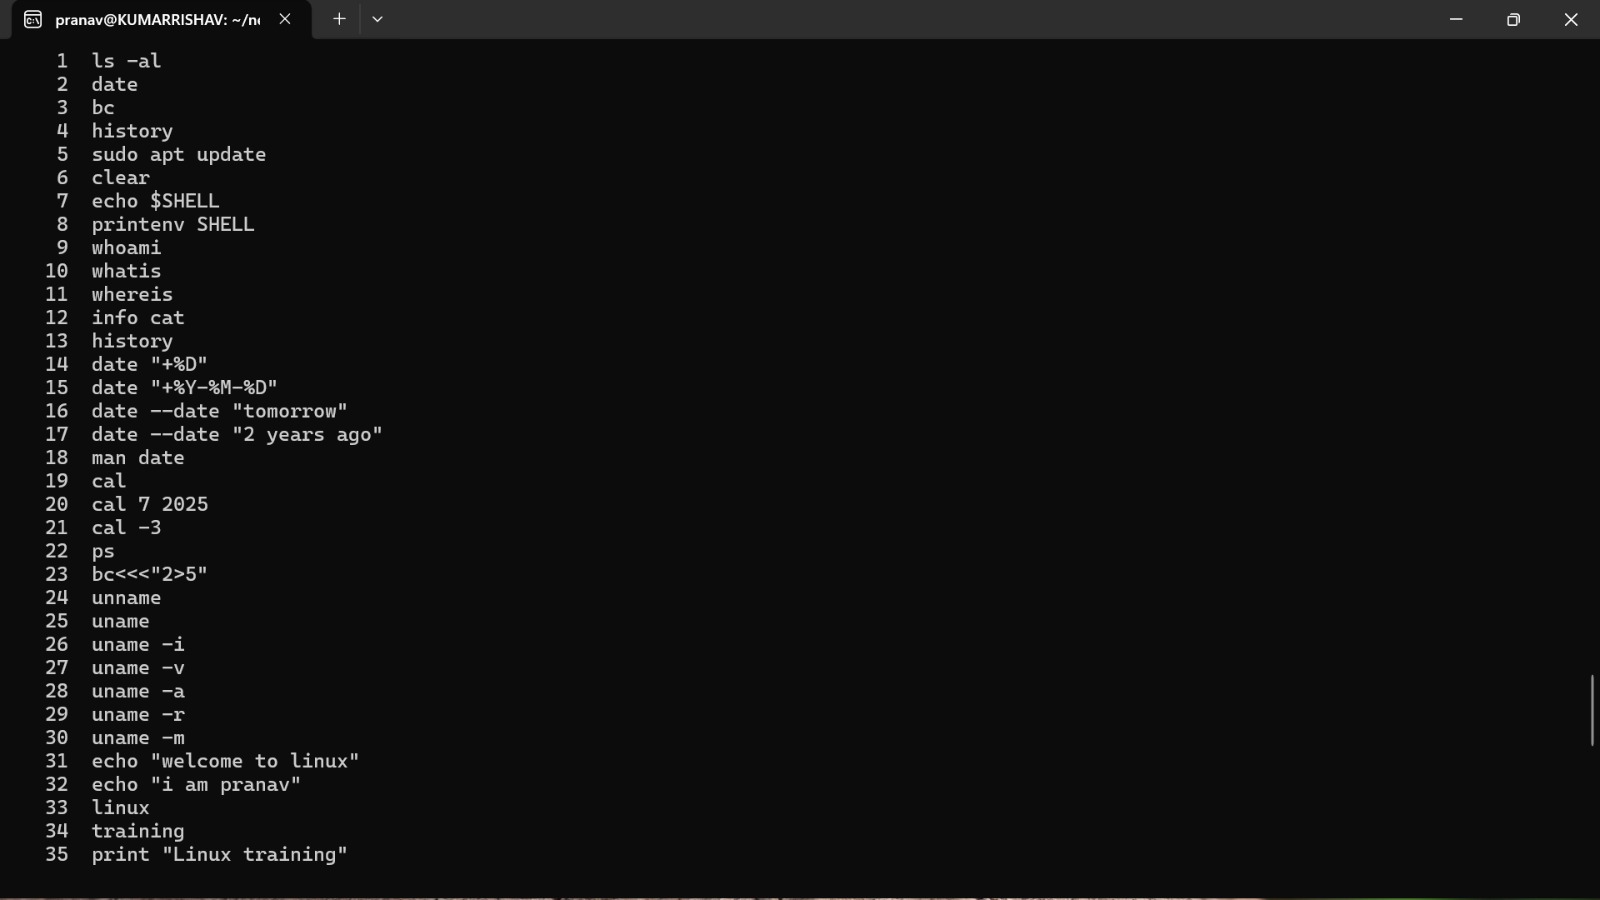 pranav@KUMARRISHAV: ~/n
1 ls -al
2 date
3 bc
4 history
5 sudo apt update
6 clear
7 echo $SHELL
8 printenv SHELL
9 whoami
10 whatis
11 whereis
12 info cat
13 history
14 date "+%D"
15 date "+%Y-%M-%D"
16 date --date "tomorrow"
17 date --date "2 years ago"
18 man date
19 cal
20 cal 7 2025
21 cal -3
22 ps
23 bc<<<"2>5"
24 unname
25 uname
26 uname -i
27 uname -v
28 uname -a
29 uname -r
30 uname -m
31 echo "welcome to linux"
32 echo "i am pranav"
33 linux
34 training
35 print "Linux training"